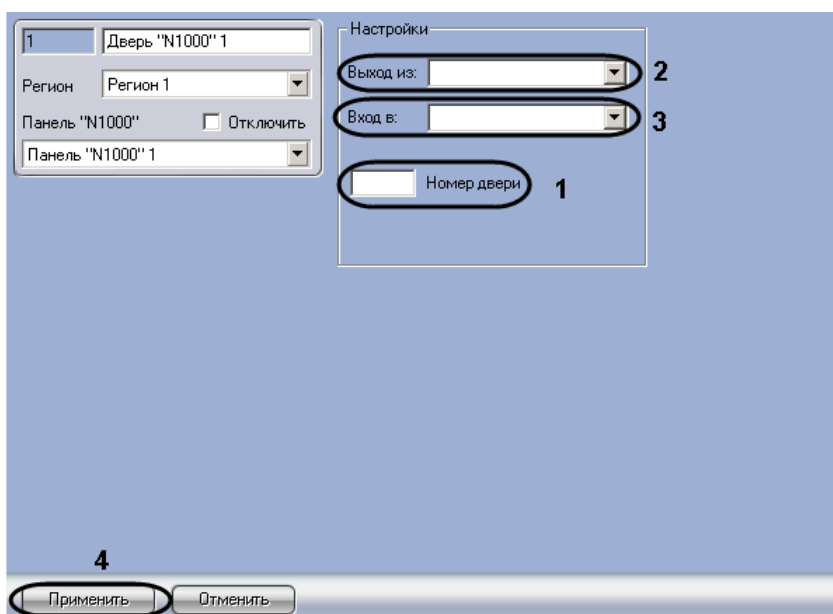 1 Дверь "N1000" 1
Регион Регион 1
Панель "N1000" Отключить
Панель "N1000" 1
Настройки
Выход из: 2
Вход в: 3
Номер двери 1
4
Применить Отменить